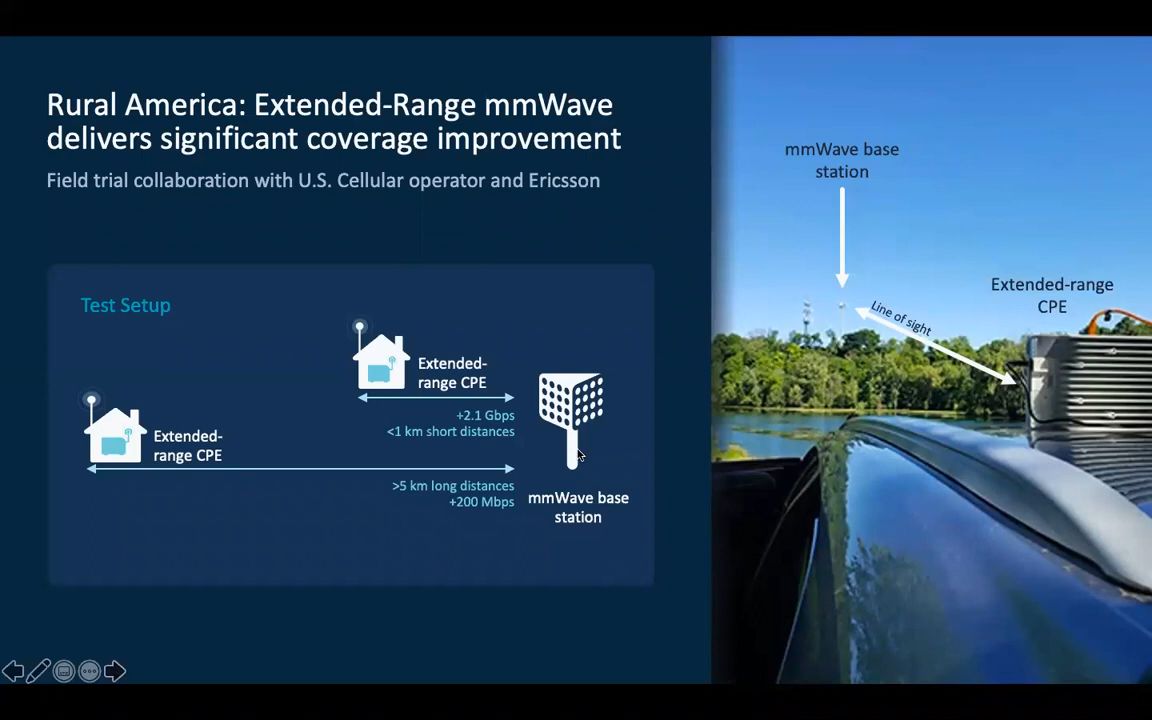 Rural America: Extended-Range mmWave
delivers significant coverage improvement
Field trial collaboration with U.S. Cellular operator and Ericsson
Test Setup
Extended-
range CPE
+2.1 Gbps
<1 km short distances
Extended-
range CPE
>5 km long distances
+200 Mbps
mmWave base
station
mmWave base
station
Line of sight
Extended-range
CPE